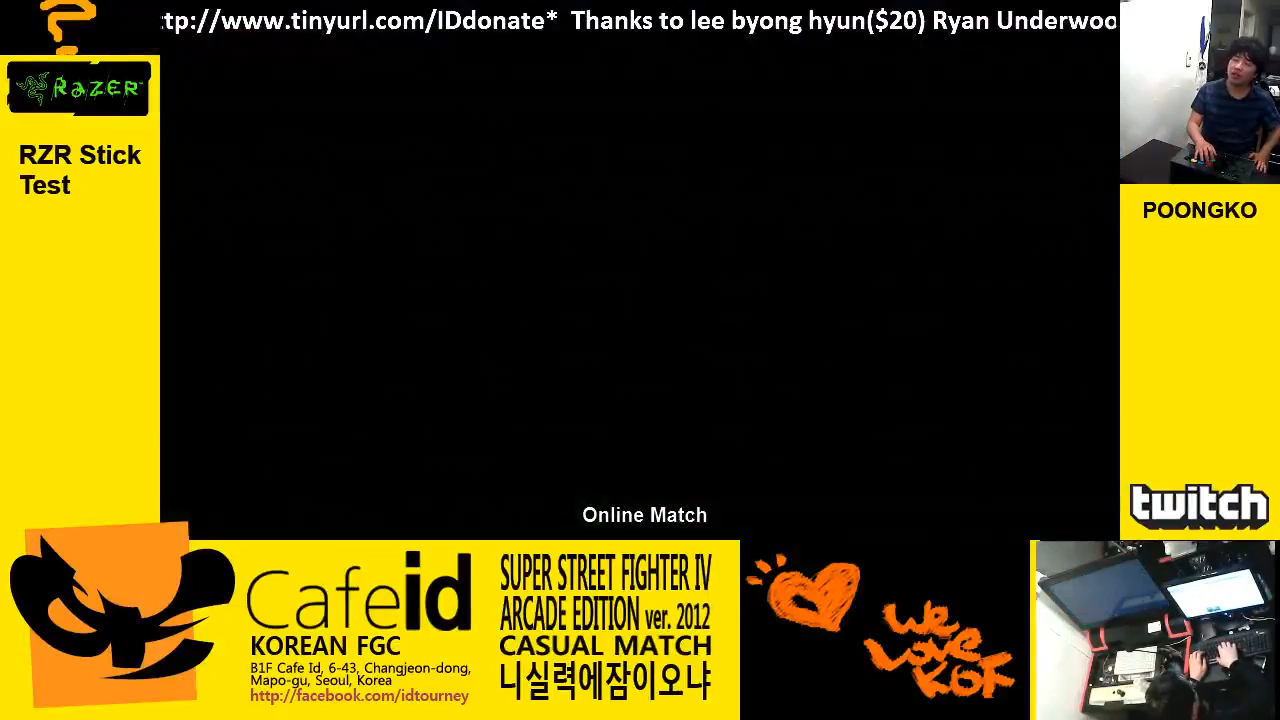 ttp://www.tinyurl.com/IDdonate* Thanks to lee byong hyun($20) Ryan Underwoo
?
RAZER
RZR Stick
Test
POONGKO
Online Match
twitch
Cafeid
KOREAN FGC
B1F Cafe Id, 6-43, Changjeon-dong,
Mapo-gu, Seoul, Korea
http://facebook.com/idtourney
SUPER STREET FIGHTER IV
ARCADE EDITION ver. 2012
CASUAL MATCH
니실력에잠이오냐
We
Love
KOF